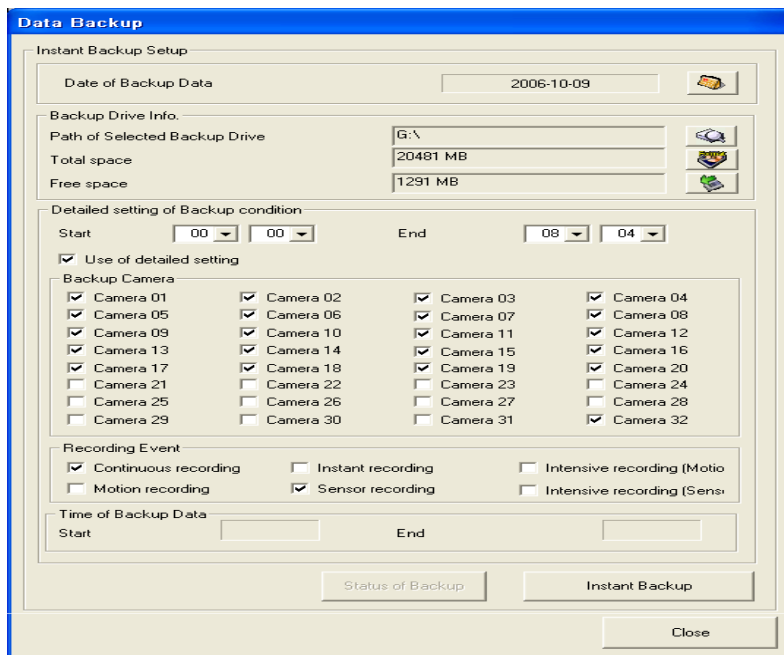 Data Backup
Instant Backup Setup
Date of Backup Data 2006-10-09
Backup Drive Info.
Path of Selected Backup Drive G:\
Total space 20481 MB
Free space 1291 MB
Detailed setting of Backup condition
Start 00 00 End 08 04
Use of detailed setting
Backup Camera
Camera 01 Camera 02 Camera 03 Camera 04
Camera 05 Camera 06 Camera 07 Camera 08
Camera 09 Camera 10 Camera 11 Camera 12
Camera 13 Camera 14 Camera 15 Camera 16
Camera 17 Camera 18 Camera 19 Camera 20
Camera 21 Camera 22 Camera 23 Camera 24
Camera 25 Camera 26 Camera 27 Camera 28
Camera 29 Camera 30 Camera 31 Camera 32
Recording Event
Continuous recording Instant recording Intensive recording (Motio
Motion recording Sensor recording Intensive recording (Sens
Time of Backup Data
Start End
Status of Backup Instant Backup
Close